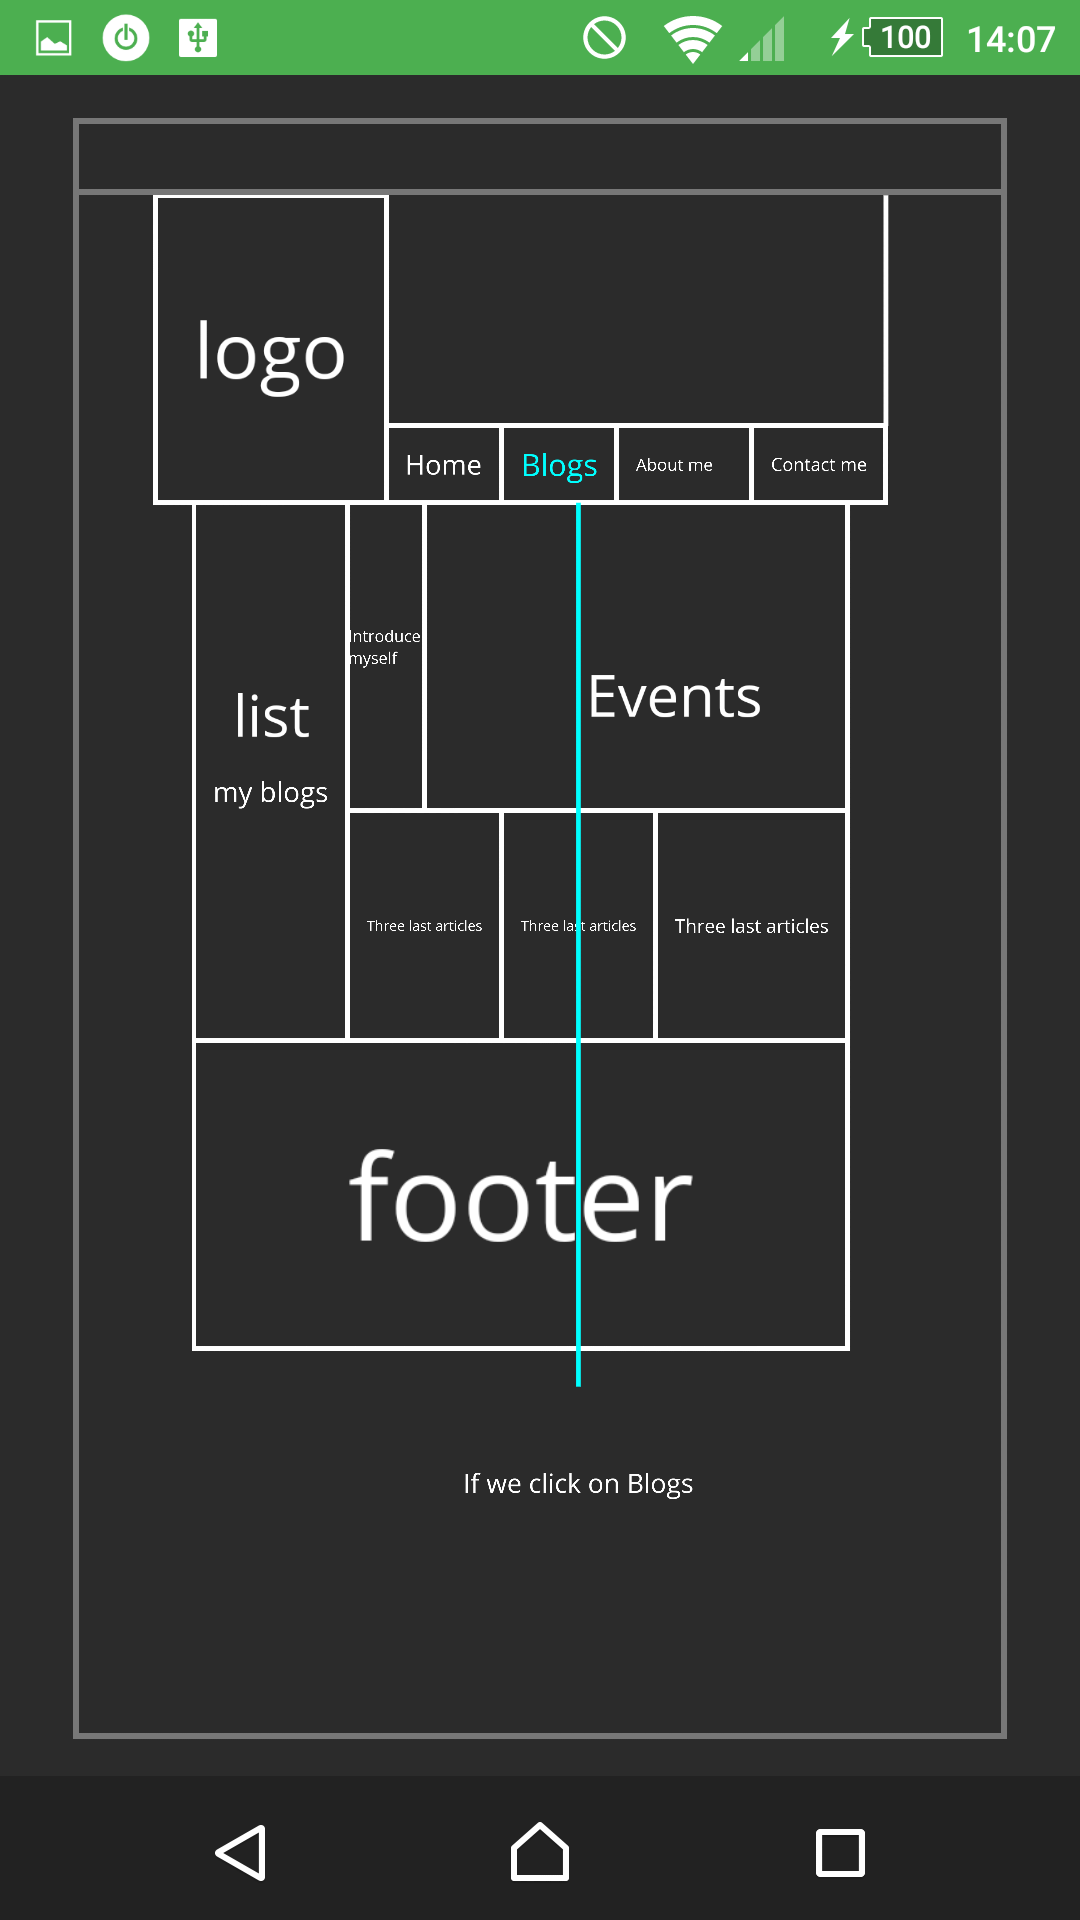 100 14:07
logo
Home Blogs About me Contact me
Introduce
myself
Events
list
my blogs
Three last articles Three last articles Three last articles
footer
If we click on Blogs